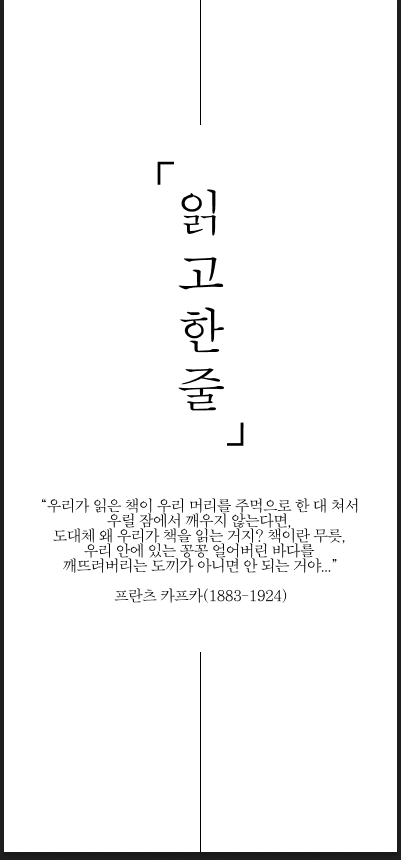 「읽고한줄」
“우리가 읽은 책이 우리 머리를 주먹으로 한 대 쳐서
우릴 잠에서 깨우지 않는다면,
도대체 왜 우리가 책을 읽는 거지? 책이란 무릇,
우리 안에 있는 꽁꽁 얼어버린 바다를
깨뜨려버리는 도끼가 아니면 안 되는 거야...”
프란츠 카프카(1883-1924)